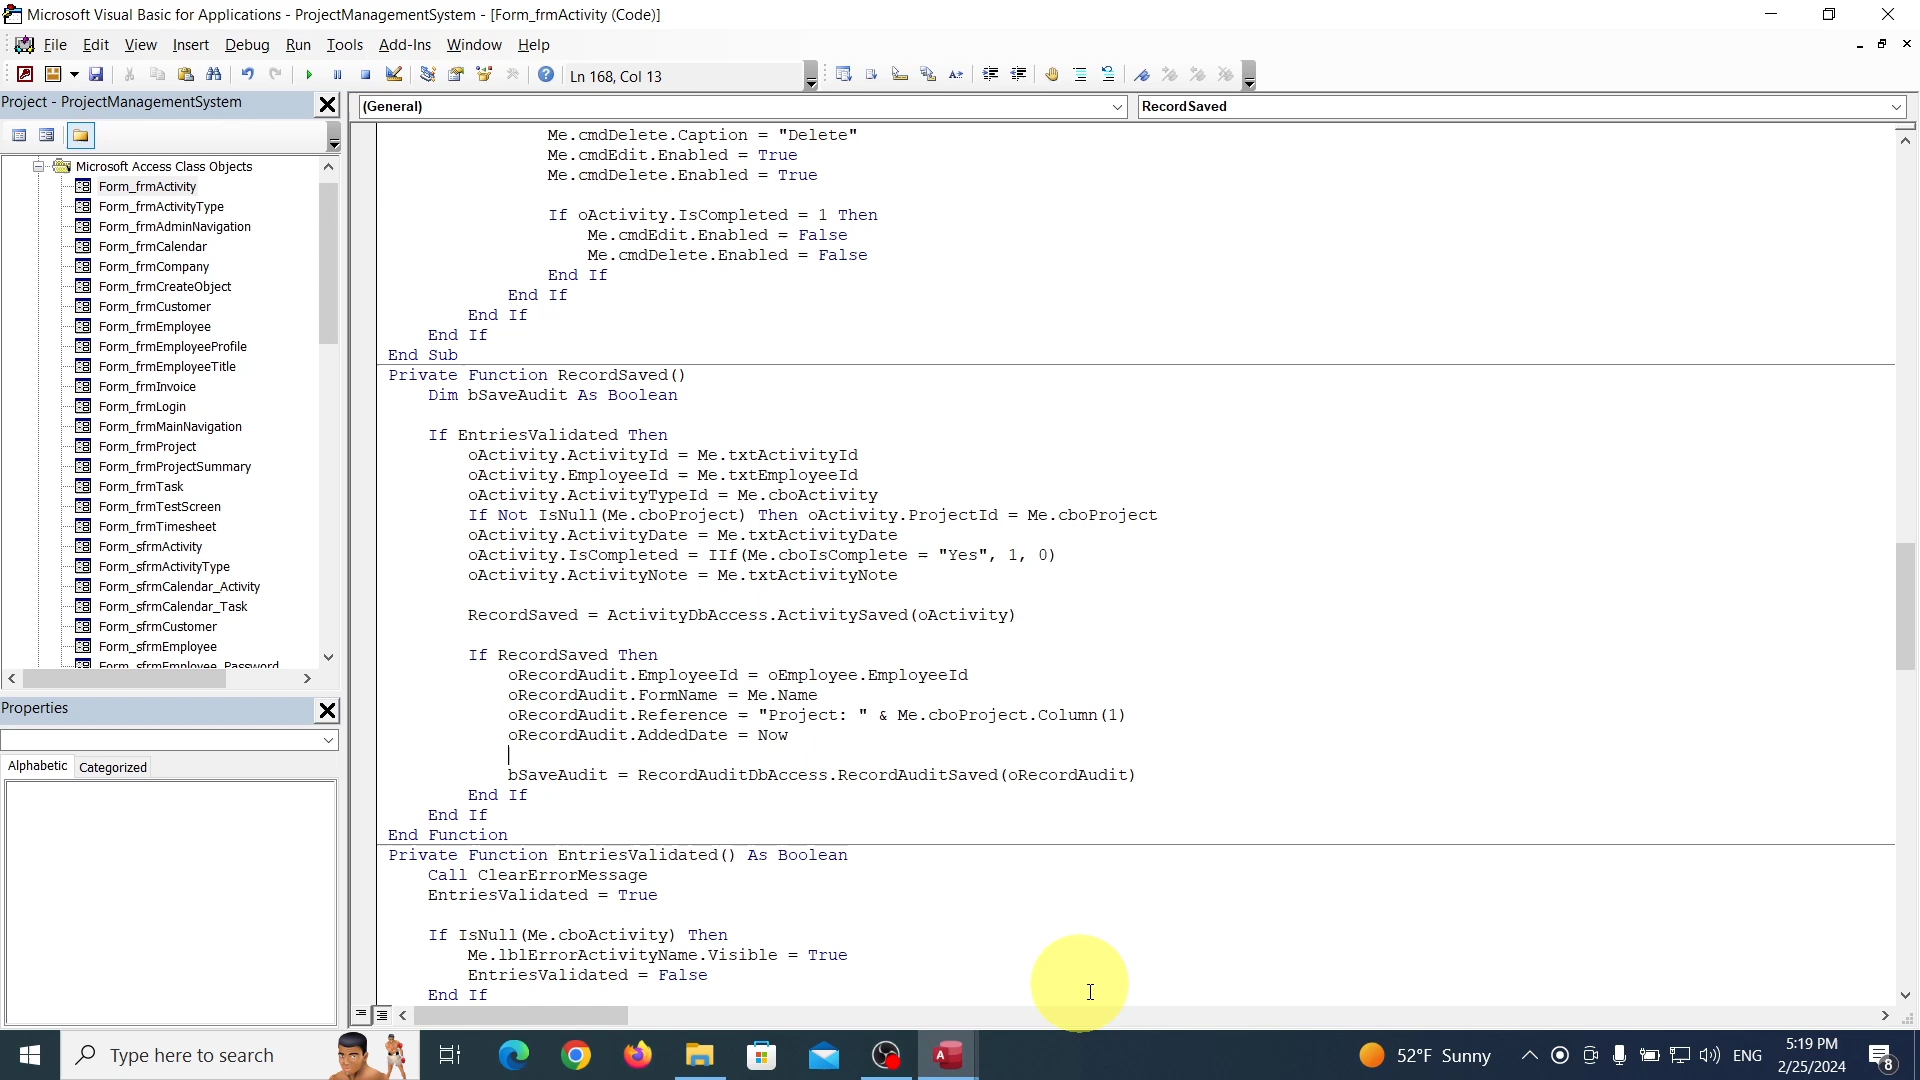 Microsoft Visual Basic for Applications - ProjectManagementSystem - [Form_frmActivity (Code)]
File Edit View Insert Debug Run Tools Add-Ins Window Help
Ln 168, Col 13
Project - ProjectManagementSystem
(General)
RecordSaved
Microsoft Access Class Objects
Form_frmActivity
Form_frmActivityType
Form_frmAdminNavigation
Form_frmCalendar
Form_frmCompany
Form_frmCreateObject
Form_frmCustomer
Form_frmEmployee
Form_frmEmployeeProfile
Form_frmEmployeeTitle
Form_frmInvoice
Form_frmLogin
Form_frmMainNavigation
Form_frmProject
Form_frmProjectSummary
Form_frmTask
Form_frmTestScreen
Form_frmTimesheet
Form_sfrmActivity
Form_sfrmActivityType
Form_sfrmCalendar_Activity
Form_sfrmCalendar_Task
Form_sfrmCustomer
Form_sfrmEmployee
Form_sfrmEmployee_Password
Properties
Alphabetic Categorized
Me.cmdDelete.Caption = "Delete"
Me.cmdEdit.Enabled = True
Me.cmdDelete.Enabled = True
If oActivity.IsCompleted = 1 Then
Me.cmdEdit.Enabled = False
Me.cmdDelete.Enabled = False
End If
End If
End If
End If
End Sub
Private Function RecordSaved()
Dim bSaveAudit As Boolean
If EntriesValidated Then
oActivity.ActivityId = Me.txtActivityId
oActivity.EmployeeId = Me.txtEmployeeId
oActivity.ActivityTypeId = Me.cboActivity
If Not IsNull(Me.cboProject) Then oActivity.ProjectId = Me.cboProject
oActivity.ActivityDate = Me.txtActivityDate
oActivity.IsCompleted = IIf(Me.cboIsComplete = "Yes", 1, 0)
oActivity.ActivityNote = Me.txtActivityNote
RecordSaved = ActivityDbAccess.ActivitySaved(oActivity)
If RecordSaved Then
oRecordAudit.EmployeeId = oEmployee.EmployeeId
oRecordAudit.FormName = Me.Name
oRecordAudit.Reference = "Project: " & Me.cboProject.Column(1)
oRecordAudit.AddedDate = Now
bSaveAudit = RecordAuditDbAccess.RecordAuditSaved(oRecordAudit)
End If
End If
End Function
Private Function EntriesValidated() As Boolean
Call ClearErrorMessage
EntriesValidated = True
If IsNull(Me.cboActivity) Then
Me.lblErrorActivityName.Visible = True
EntriesValidated = False
End If
Type here to search
52°F Sunny
ENG
5:19 PM
2/25/2024
8